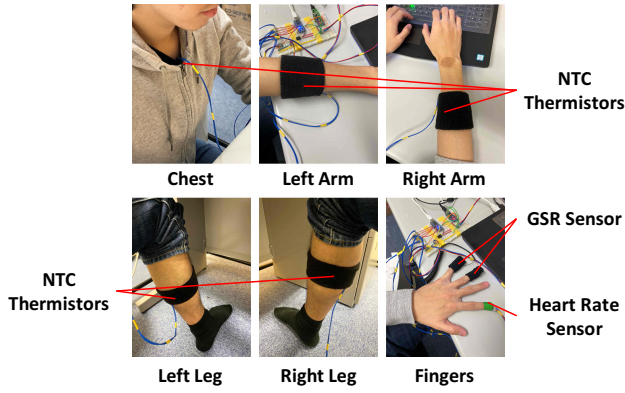 NTC
Thermistors
Chest
Left Arm
Right Arm
GSR Sensor
NTC
Thermistors
Heart Rate
Sensor
Left Leg
Right Leg
Fingers